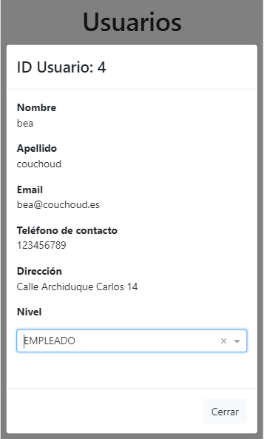 Usuarios
ID Usuario: 4
Nombre
bea
Apellido
couchoud
Email
bea@couchoud.es
Teléfono de contacto
123456789
Dirección
Calle Archiduque Carlos 14
Nivel
EMPLEADO
Cerrar